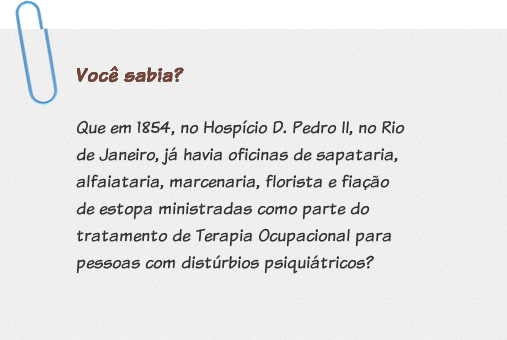 Você sabia?
Que em 1854, no Hospício D. Pedro II, no Rio
de Janeiro, já havia oficinas de sapataria,
alfaiataria, marcenaria, florista e fiação
de estopa ministradas como parte do
tratamento de Terapia Ocupacional para
pessoas com distúrbios psiquiátricos?